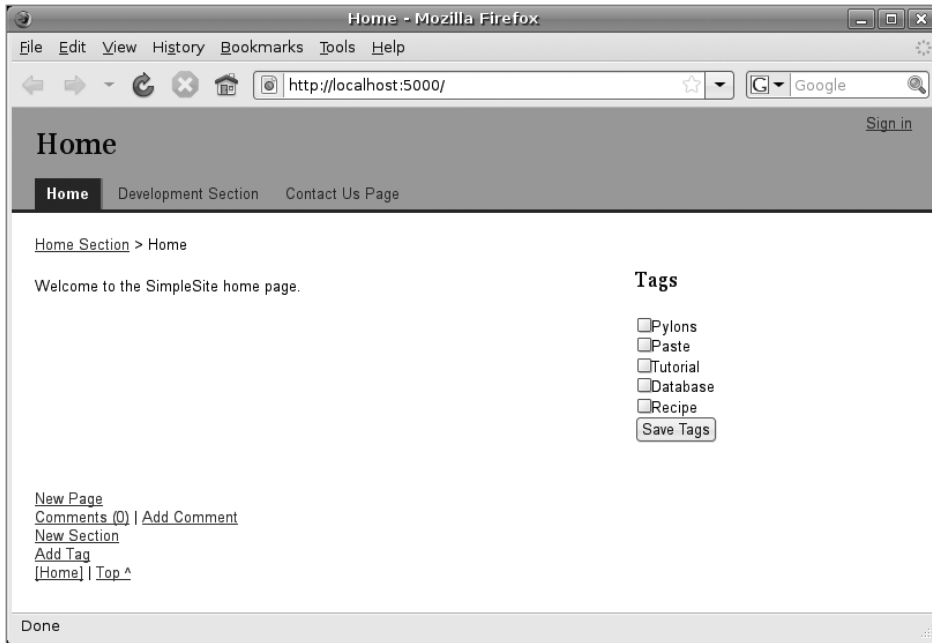 Home - Mozilla Firefox
File Edit View History Bookmarks Tools Help
http://localhost:5000/
G Google
Sign in
Home
Home Development Section Contact Us Page
Home Section > Home
Welcome to the SimpleSite home page.
Tags
Pylons
Paste
Tutorial
Database
Recipe
Save Tags
New Page
Comments (0) | Add Comment
New Section
Add Tag
[Home] | Top ^
Done